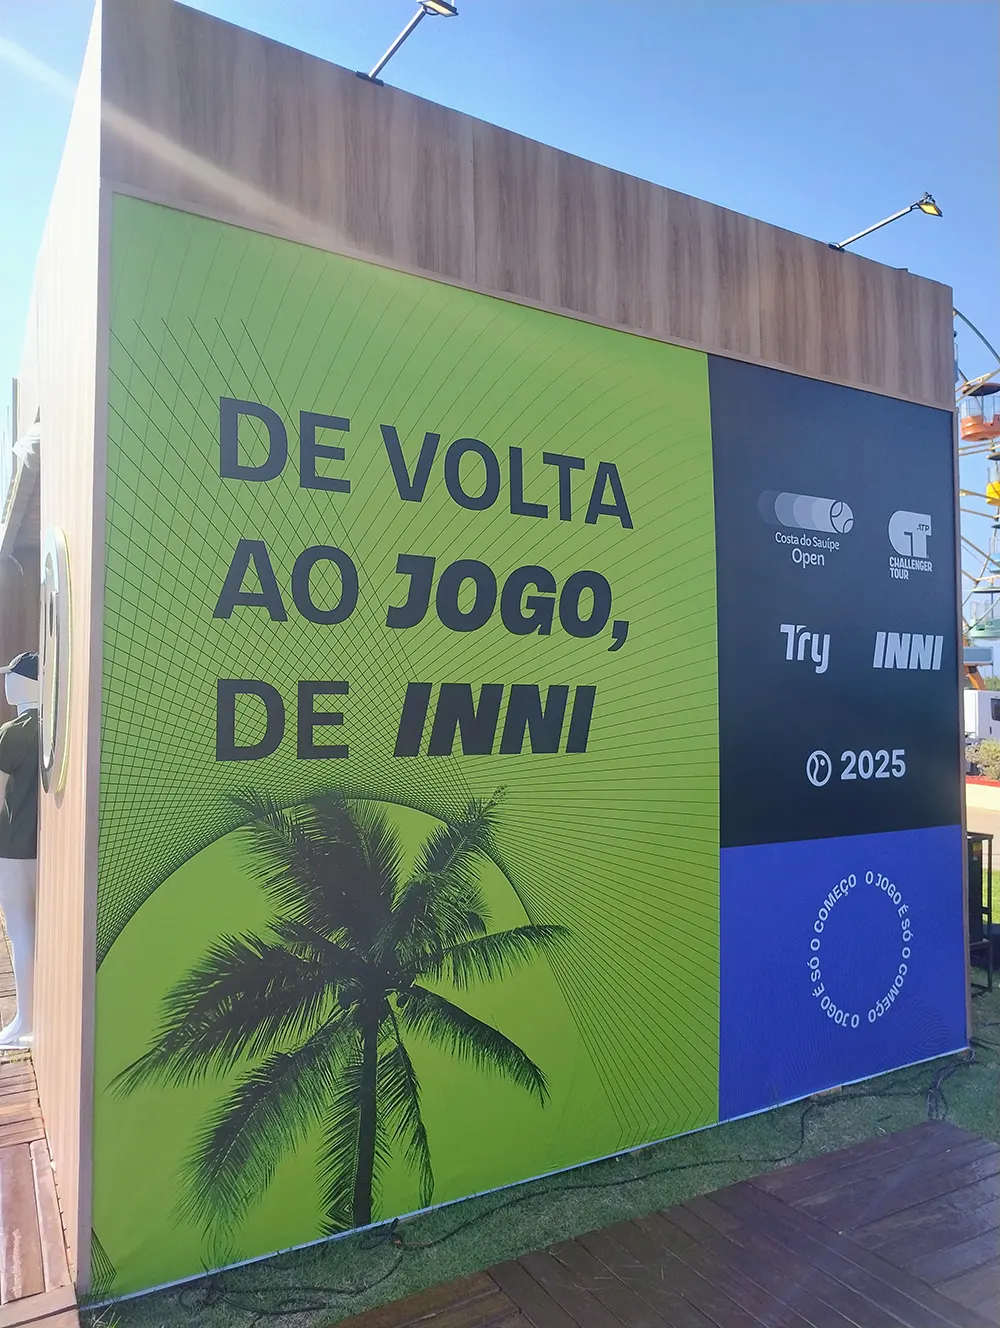 DE VOLTA
AO JOGO,
DE INNI
Costa do Sauípe
Open
ATP
CHALLENGER
TOUR
Try
INNI
2025
O JOGO É SÓ O COMEÇO O JOGO É SÓ O COMEÇO